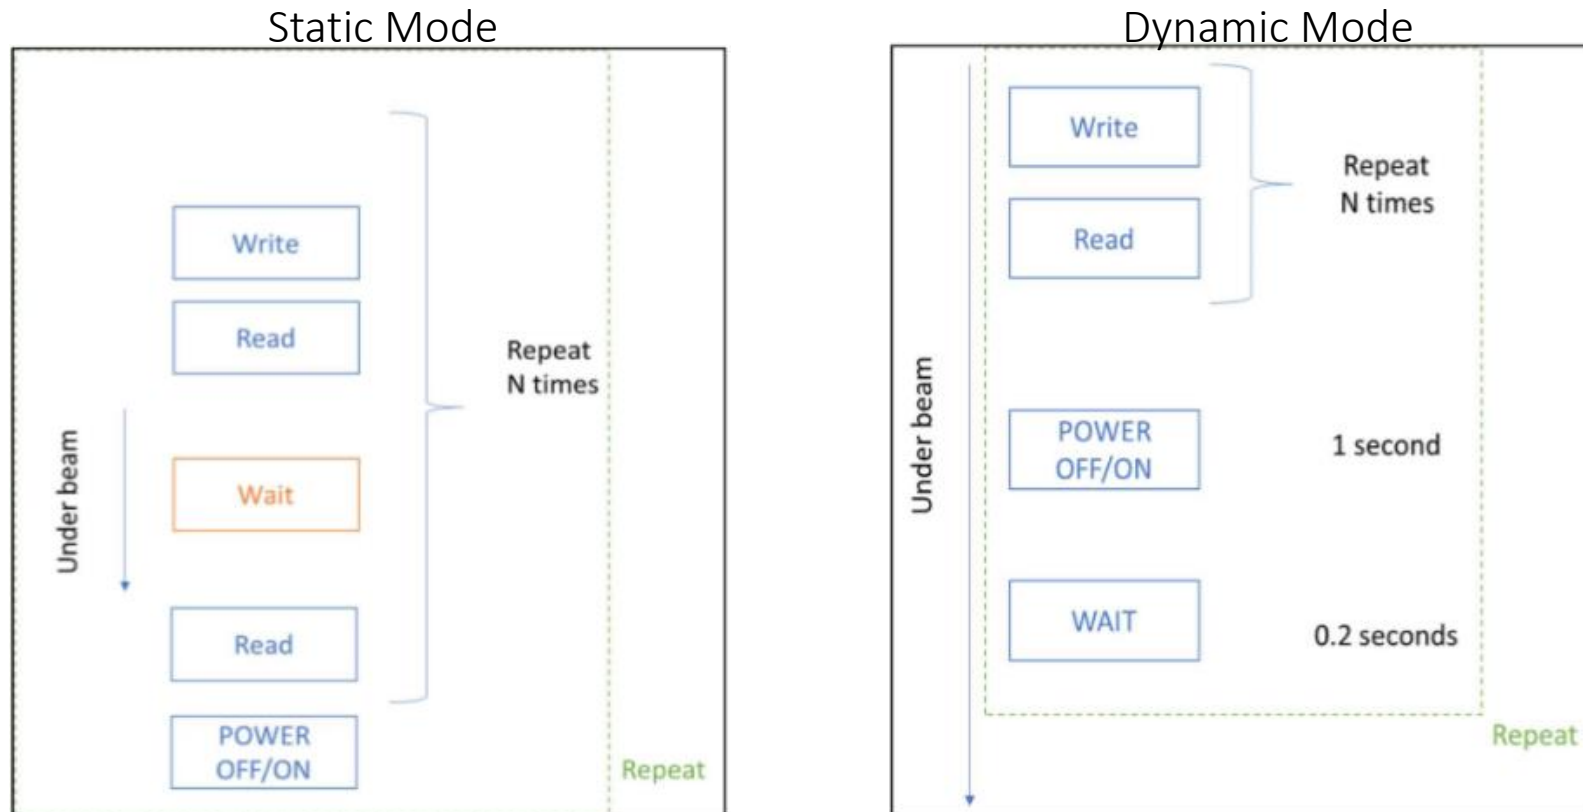 Static Mode
Write
Read
Repeat
N times
Under beam
Wait
Read
POWER
OFF/ON
Repeat
Dynamic Mode
Write
Repeat
N times
Read
Under beam
POWER
OFF/ON
1 second
WAIT
0.2 seconds
Repeat